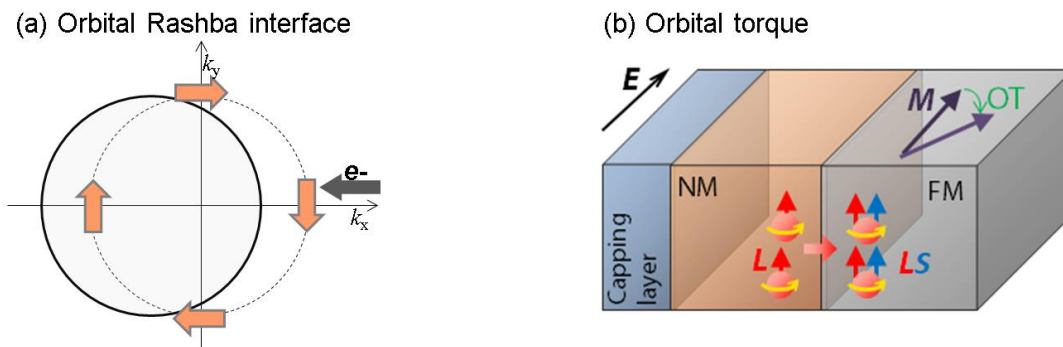 (a) Orbital Rashba interface
ky
e-
kx
(b) Orbital torque
E
M
OT
NM
FM
L
LS
Capping
layer